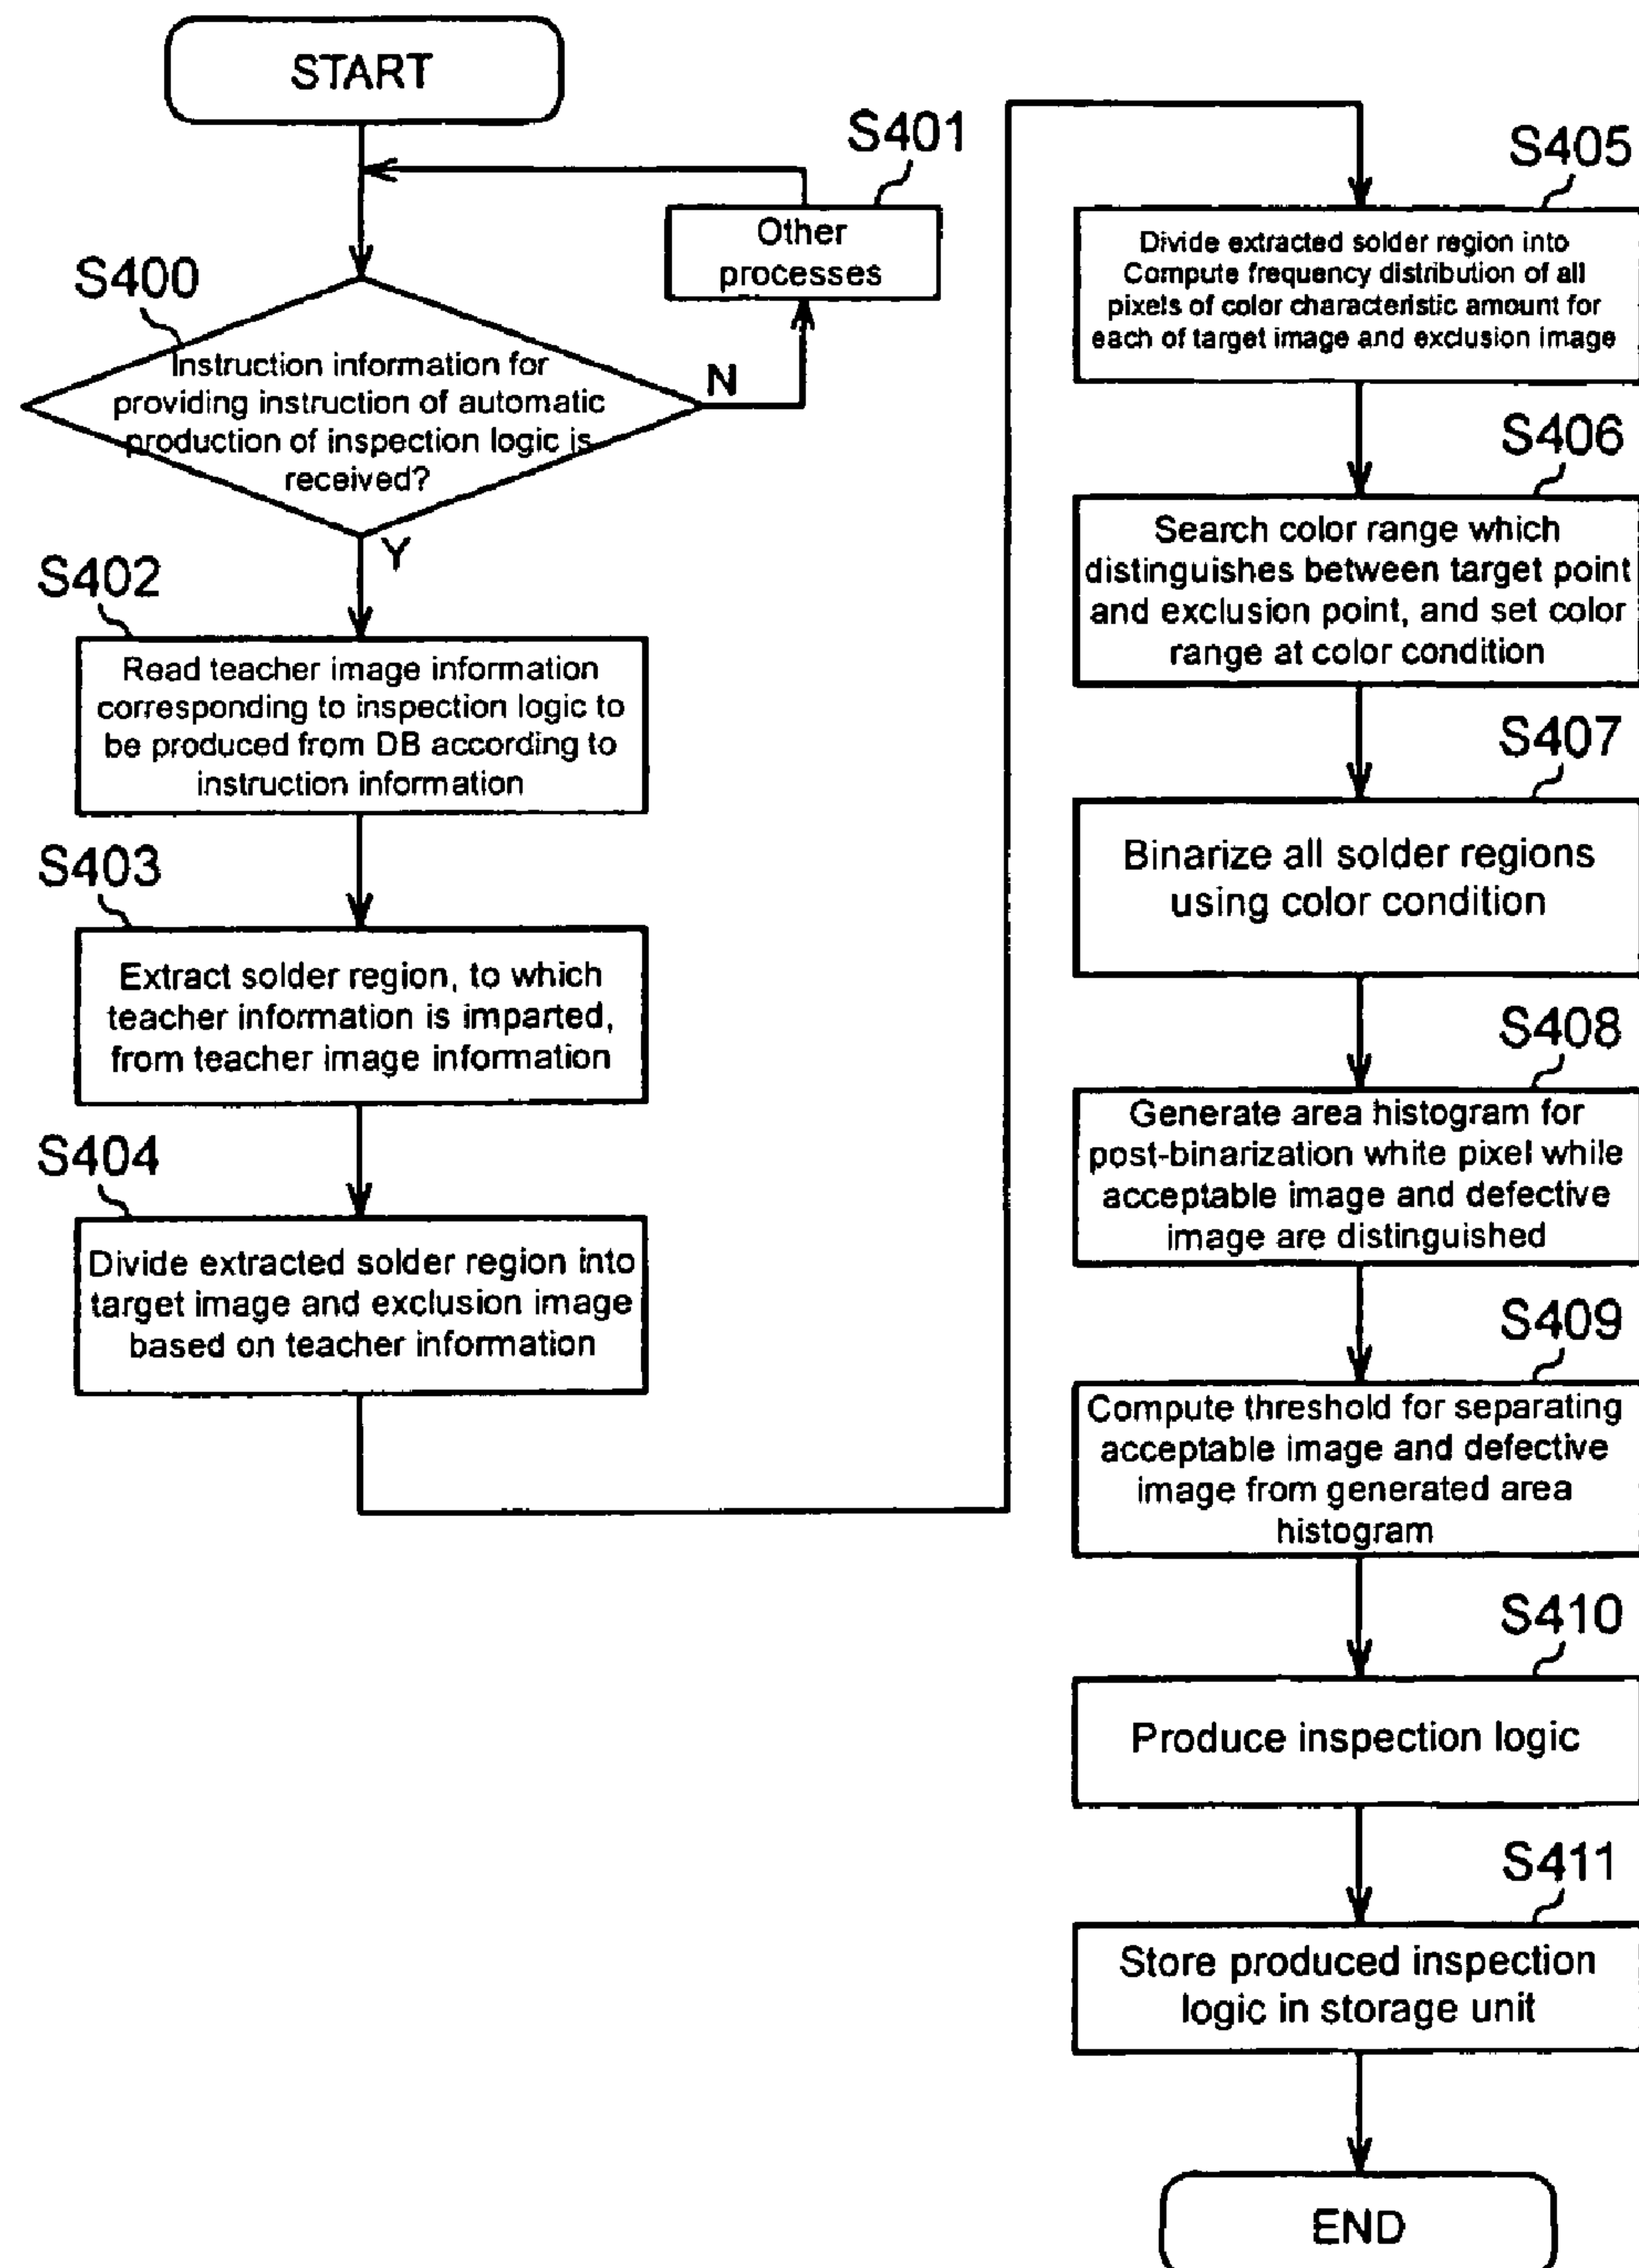 START
S401
Other
processes
S400
Instruction information for
providing instruction of automatic
production of inspection logic is
received?
N
Y
S402
Read teacher image information
corresponding to inspection logic to
be produced from DB according to
instruction information
S403
Extract solder region, to which
teacher information is imparted,
from teacher image information
S404
Divide extracted solder region into
target image and exclusion image
based on teacher information
S405
Divide extracted solder region into
Compute frequency distribution of all
pixels of color characteristic amount for
each of target image and exclusion image
S406
Search color range which
distinguishes between target point
and exclusion point, and set color
range at color condition
S407
Binarize all solder regions
using color condition
S408
Generate area histogram for
post-binarization white pixel while
acceptable image and defective
image are distinguished
S409
Compute threshold for separating
acceptable image and defective
image from generated area
histogram
S410
Produce inspection logic
S411
Store produced inspection
logic in storage unit
END